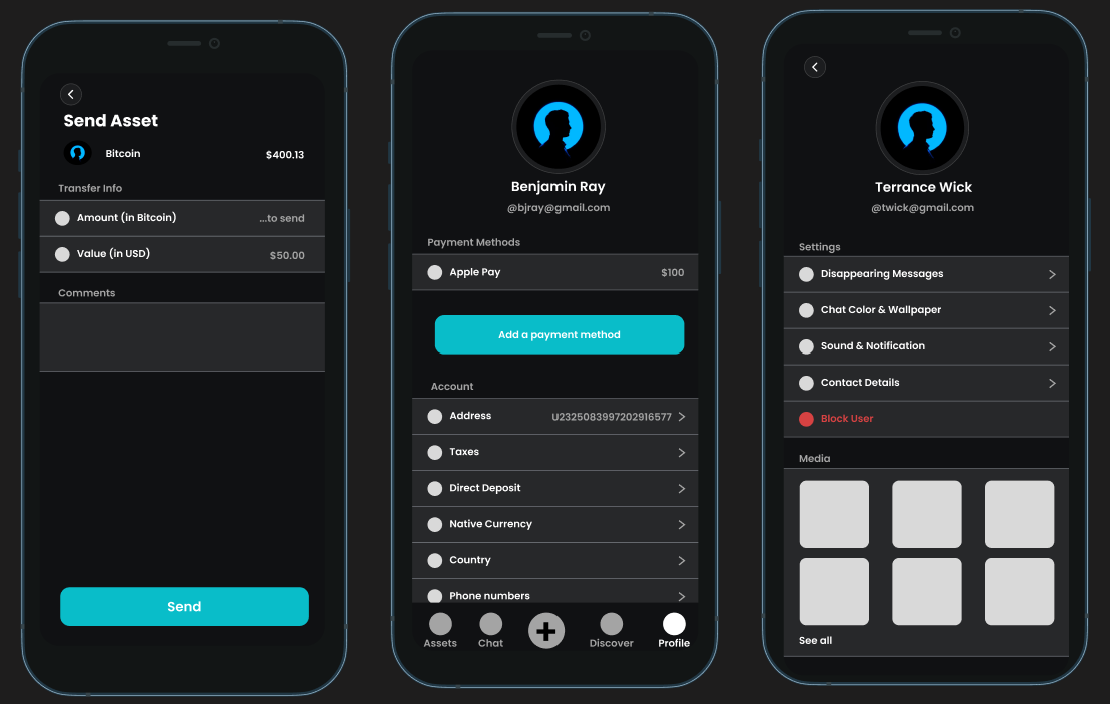 Send Asset
Bitcoin $400.13
Transfer Info
Amount (in Bitcoin) ...to send
Value (in USD) $50.00
Comments
Send
Benjamin Ray
@bjray@gmail.com
Payment Methods
Apple Pay $100
Add a payment method
Account
Address U2325083997202916577
Taxes
Direct Deposit
Native Currency
Country
Phone numbers
Assets Chat Discover Profile
Terrance Wick
@twick@gmail.com
Settings
Disappearing Messages
Chat Color & Wallpaper
Sound & Notification
Contact Details
Block User
Media
See all